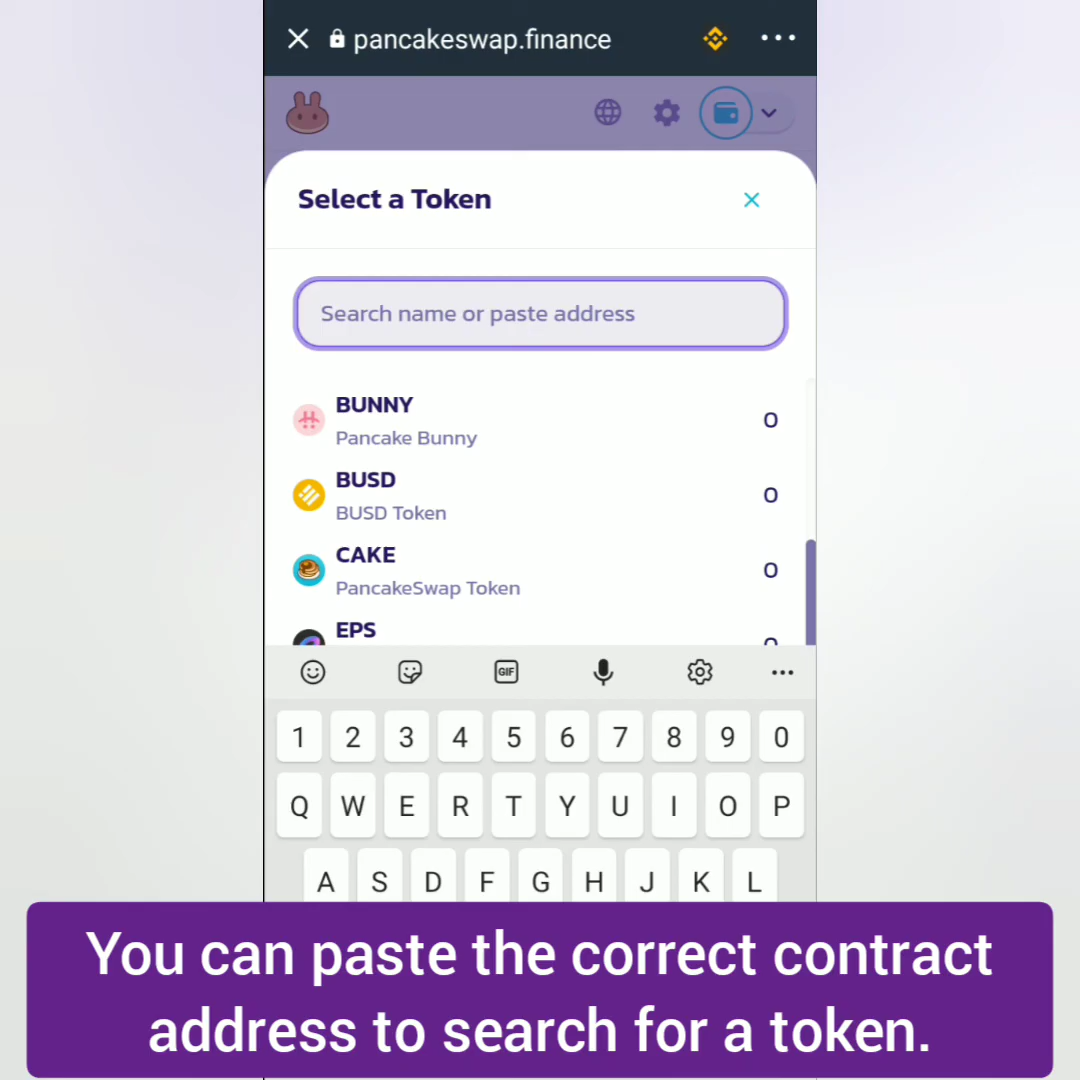 pancakeswap.finance
Select a Token
Search name or paste address
BUNNY
Pancake Bunny
0
BUSD
BUSD Token
0
CAKE
PancakeSwap Token
0
EPS
0
GIF
1 2 3 4 5 6 7 8 9 0
Q W E R T Y U I O P
A S D F G H J K L
You can paste the correct contract
address to search for a token.